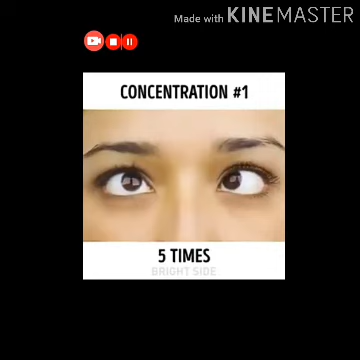 Made with KINEMASTER
CONCENTRATION #1
5 TIMES
BRIGHT SIDE